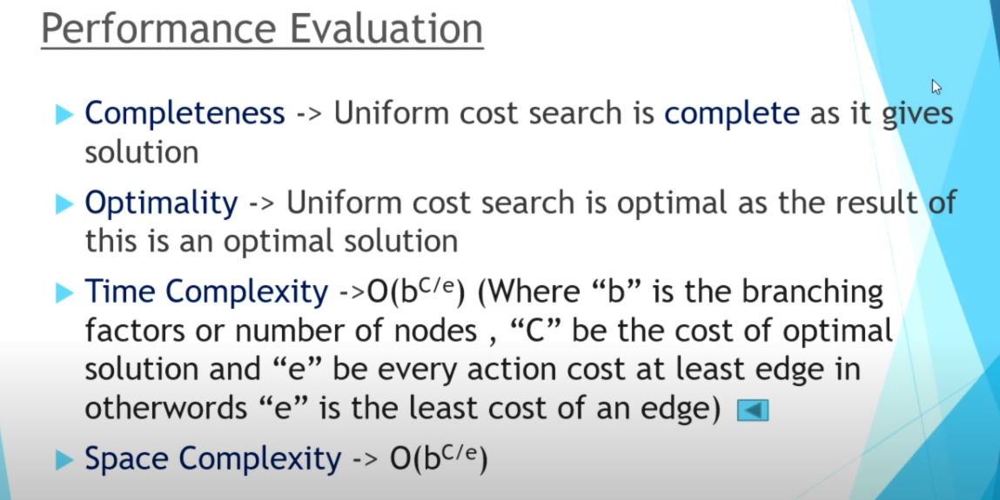 Performance Evaluation
Completeness -> Uniform cost search is complete as it gives
solution
Optimality -> Uniform cost search is optimal as the result of
this is an optimal solution
Time Complexity ->O(b^C/e) (Where “b” is the branching
factors or number of nodes , “C” be the cost of optimal
solution and “e” be every action cost at least edge in
otherwords “e” is the least cost of an edge)
Space Complexity -> O(b^C/e)